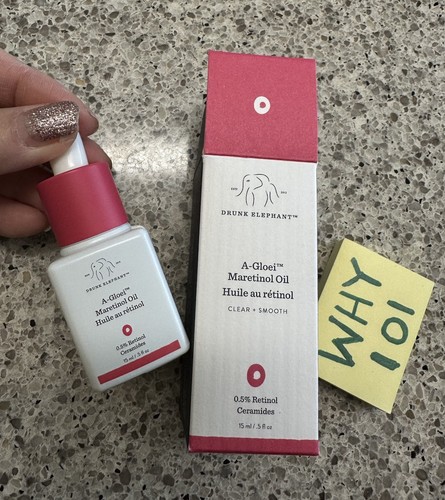 DRUNK ELEPHANT™
A-Gloei™
Maretinol Oil
Huile au rétinol
0.5% Retinol
Ceramides
15 ml / .5 fl oz
DRUNK ELEPHANT™
A-Gloei™
Maretinol Oil
Huile au rétinol
CLEAR + SMOOTH
0.5% Retinol
Ceramides
15 ml / .5 fl oz
WHY
101